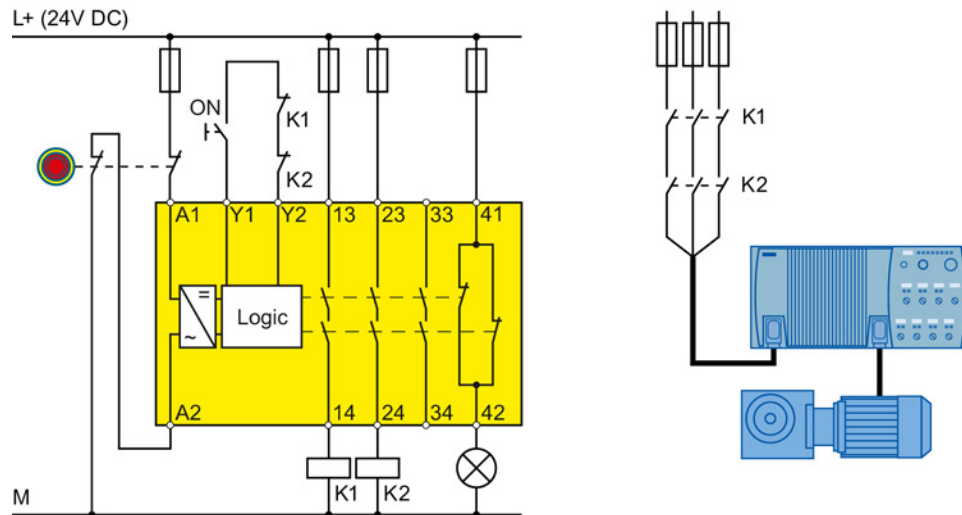 L+ (24V DC)
ON
K1
K1
K2
K2
A1 Y1 Y2 13 23 33 41
=
~
Logic
A2 14 24 34 42
K1 K2
M